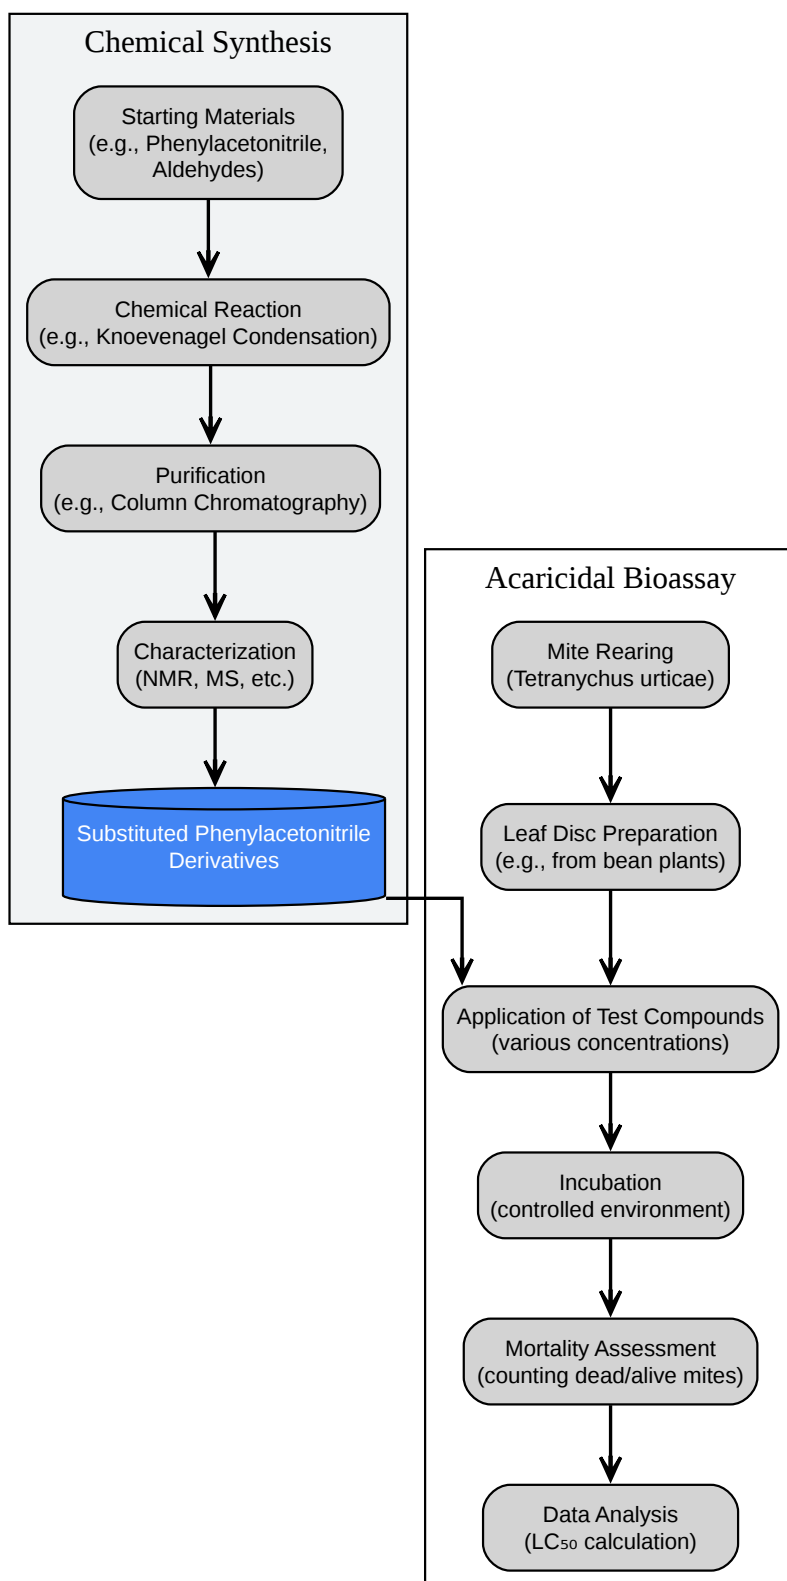 Chemical Synthesis
Starting Materials
(e.g., Phenylacetonitrile,
Aldehydes)
Chemical Reaction
(e.g., Knoevenagel Condensation)
Purification
(e.g., Column Chromatography)
Characterization
(NMR, MS, etc.)
Substituted Phenylacetonitrile
Derivatives
Acaricidal Bioassay
Mite Rearing
(Tetranychus urticae)
Leaf Disc Preparation
(e.g., from bean plants)
Application of Test Compounds
(various concentrations)
Incubation
(controlled environment)
Mortality Assessment
(counting dead/alive mites)
Data Analysis
(LC₅₀ calculation)